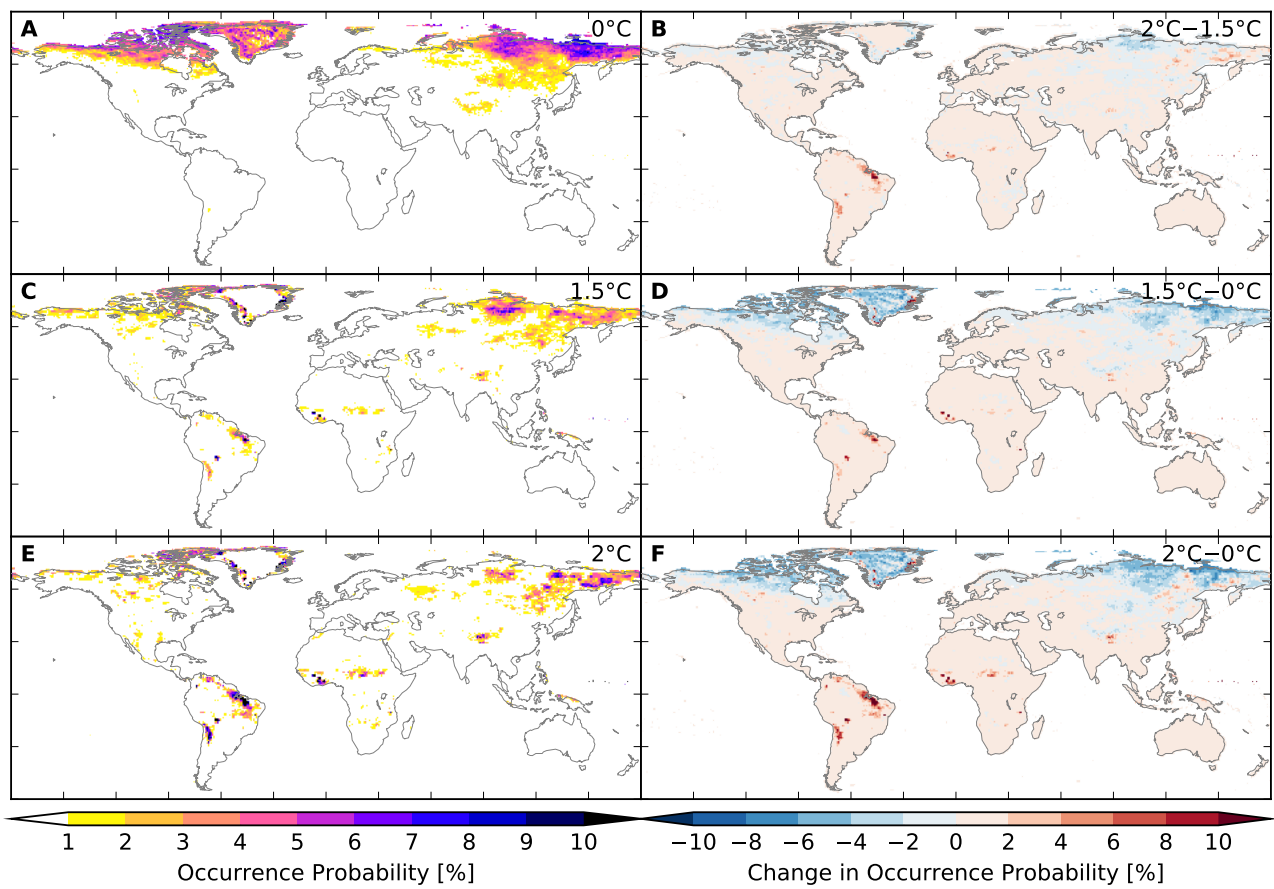 A 0°C
B 2°C−1.5°C
C 1.5°C
D 1.5°C−0°C
E 2°C
F 2°C−0°C
1 2 3 4 5 6 7 8 9 10
−10 −8 −6 −4 −2 0 2 4 6 8 10
Occurrence Probability [%]
Change in Occurrence Probability [%]